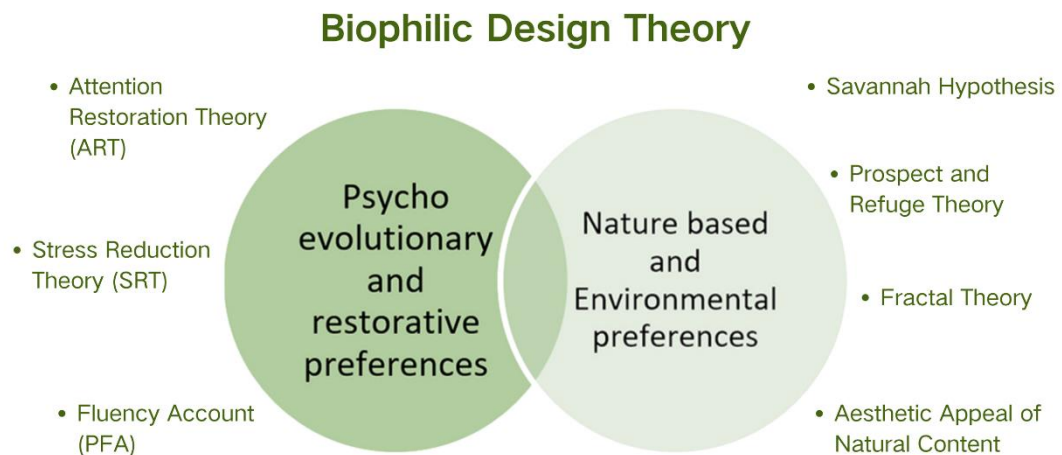 Biophilic Design Theory
• Attention
Restoration Theory
(ART)
• Stress Reduction
Theory (SRT)
• Fluency Account
(PFA)
Psycho
evolutionary
and
restorative
preferences
Nature based
and
Environmental
preferences
• Savannah Hypothesis
• Prospect and
Refuge Theory
• Fractal Theory
• Aesthetic Appeal of
Natural Content